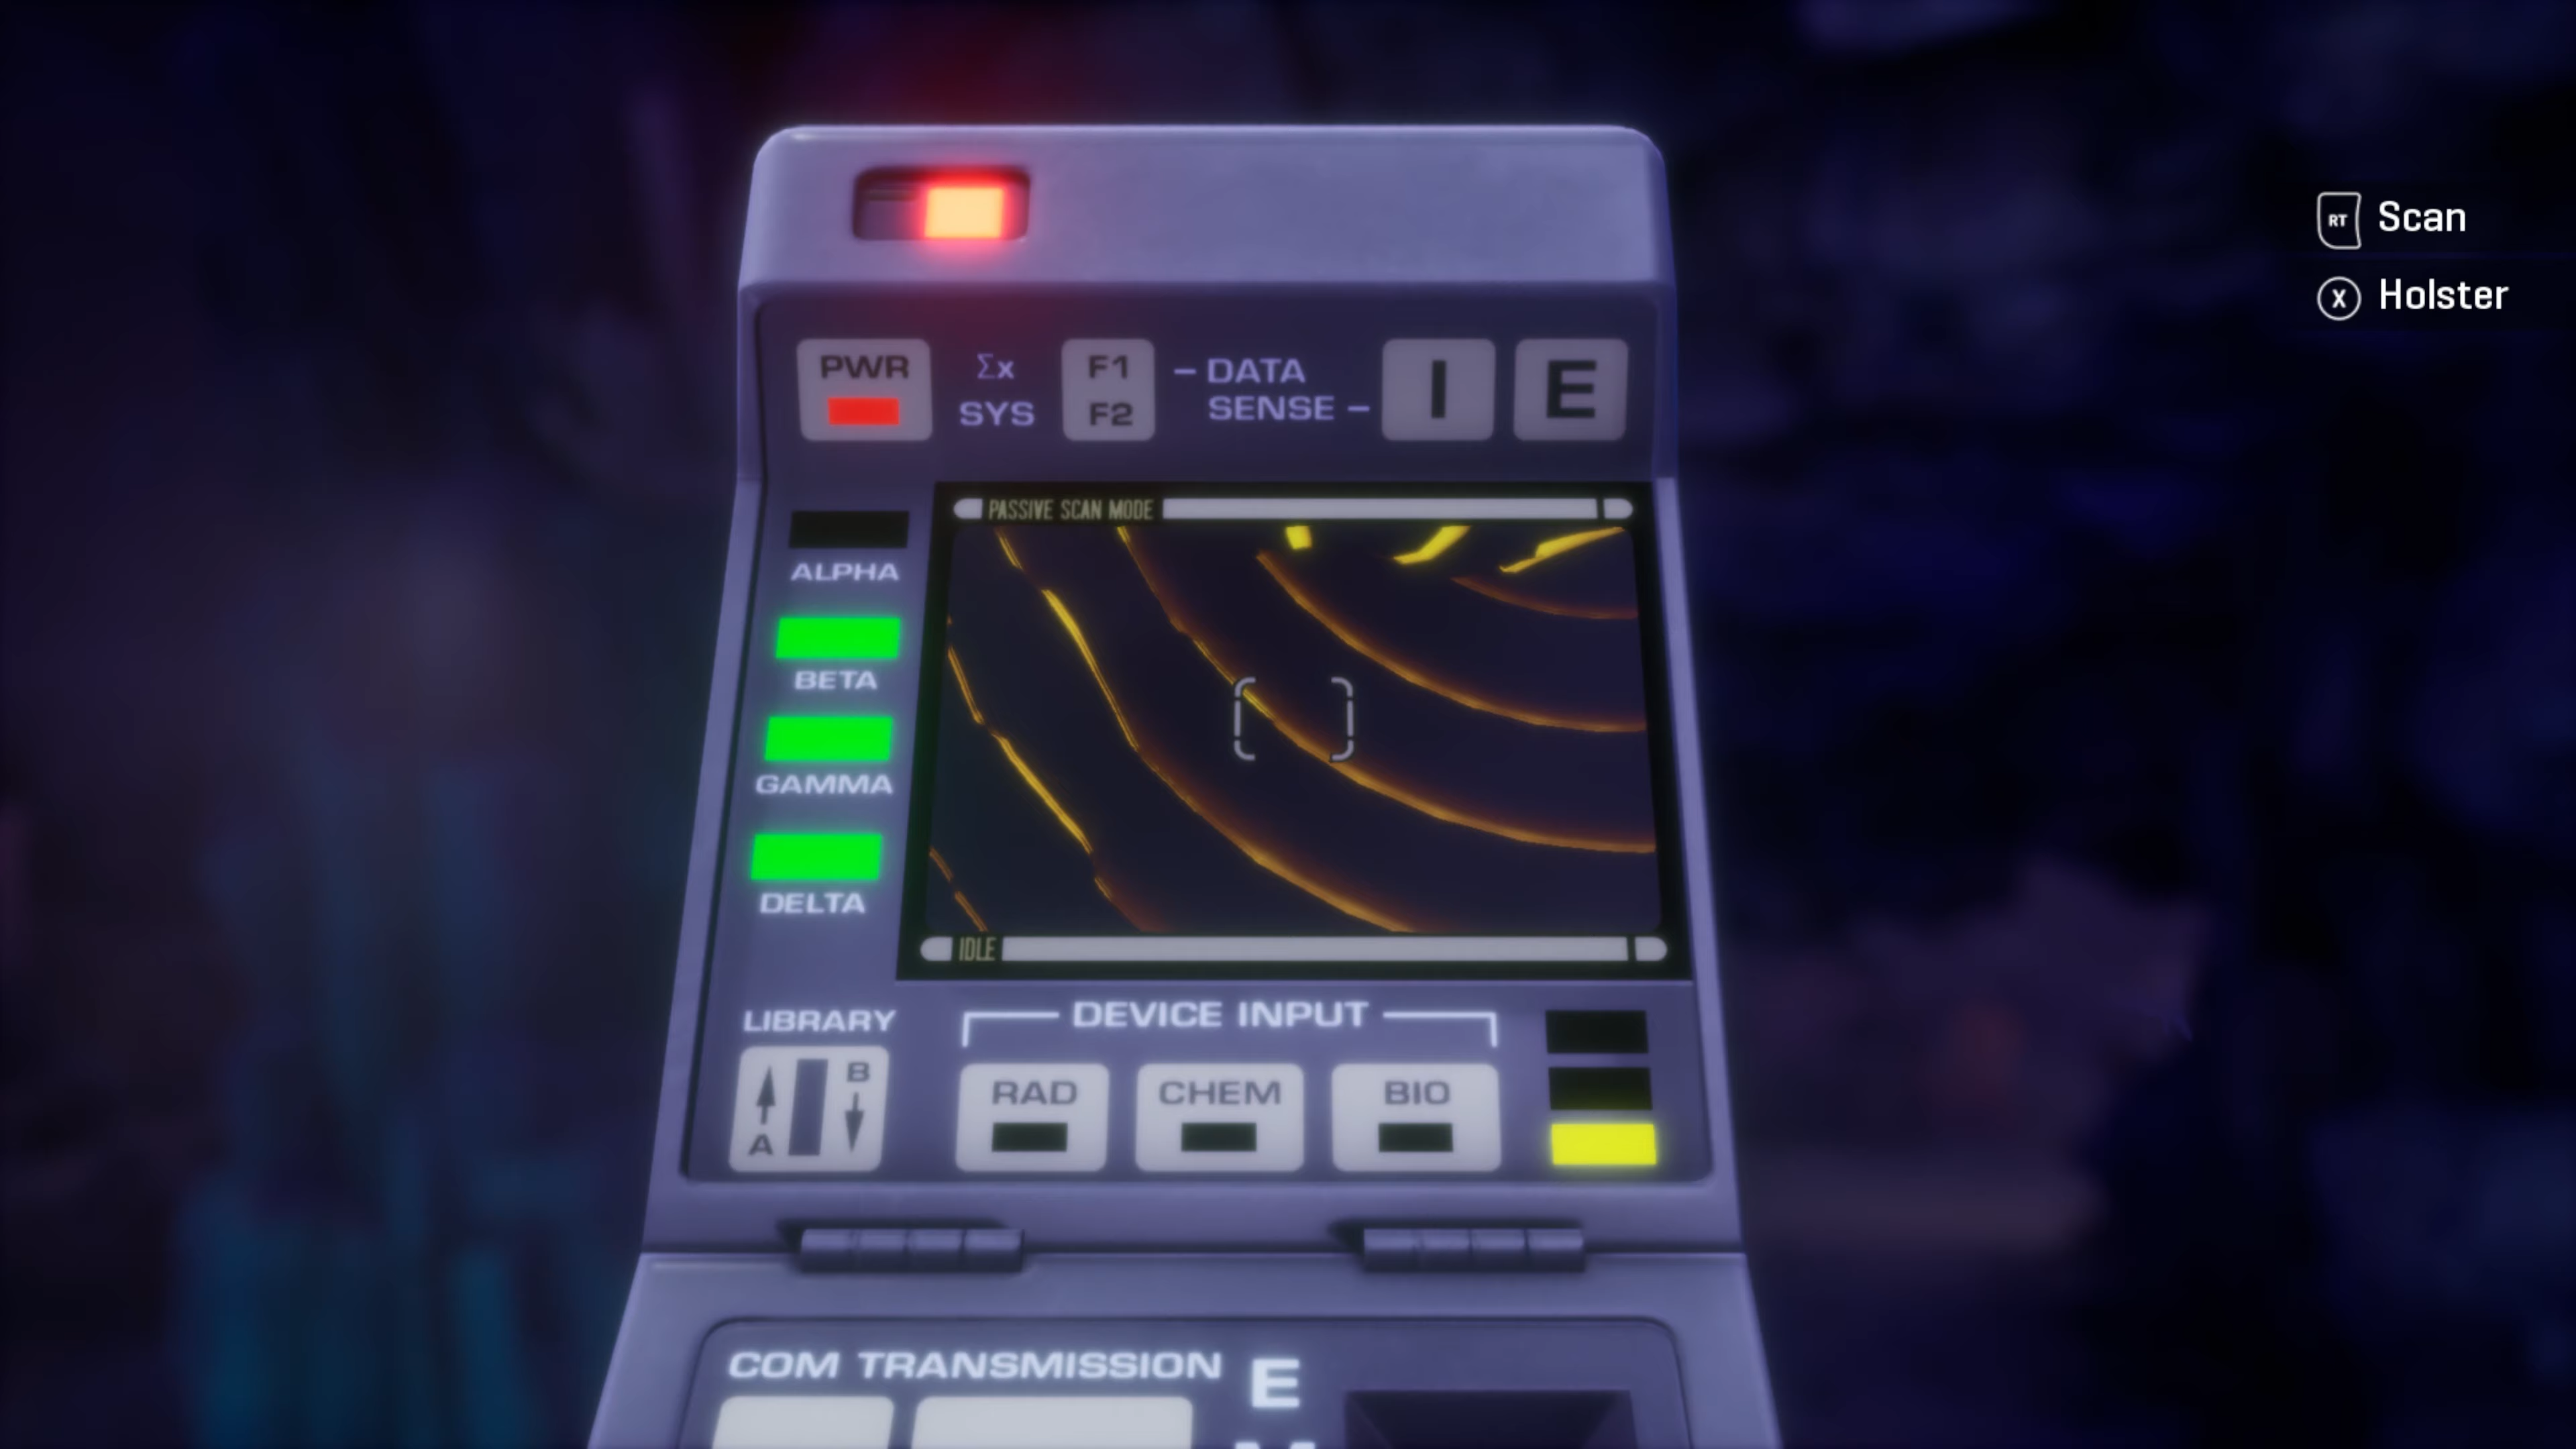 RT Scan
X Holster
PWR
Σx
SYS
F1
F2
– DATA
SENSE –
I
E
PASSIVE SCAN MODE
ALPHA
BETA
GAMMA
DELTA
IDLE
LIBRARY
A
B
DEVICE INPUT
RAD
CHEM
BIO
COM TRANSMISSION
E